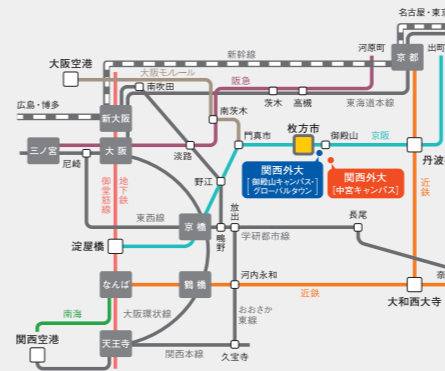 名古屋・東京
新幹線
河原町
京都
出町
大阪空港
大阪モノレール
南吹田
阪急
茨木
高槻
東海道本線
広島・博多
新大阪
南茨木
門真市
枚方市
御殿山
京阪
三ノ宮
尼崎
大阪
淡路
丹波
関西外大
[御殿山キャンパス・
グローバルタウン]
関西外大
[中宮キャンパス]
御堂筋線
地下鉄
野江
放出
近鉄
東西線
京橋
鴫野
学研都市線
長尾
淀屋橋
なんば
鶴橋
河内永和
近鉄
大和西大寺
南海
大阪環状線
おおさか
東線
関西空港
天王寺
関西本線
久宝寺